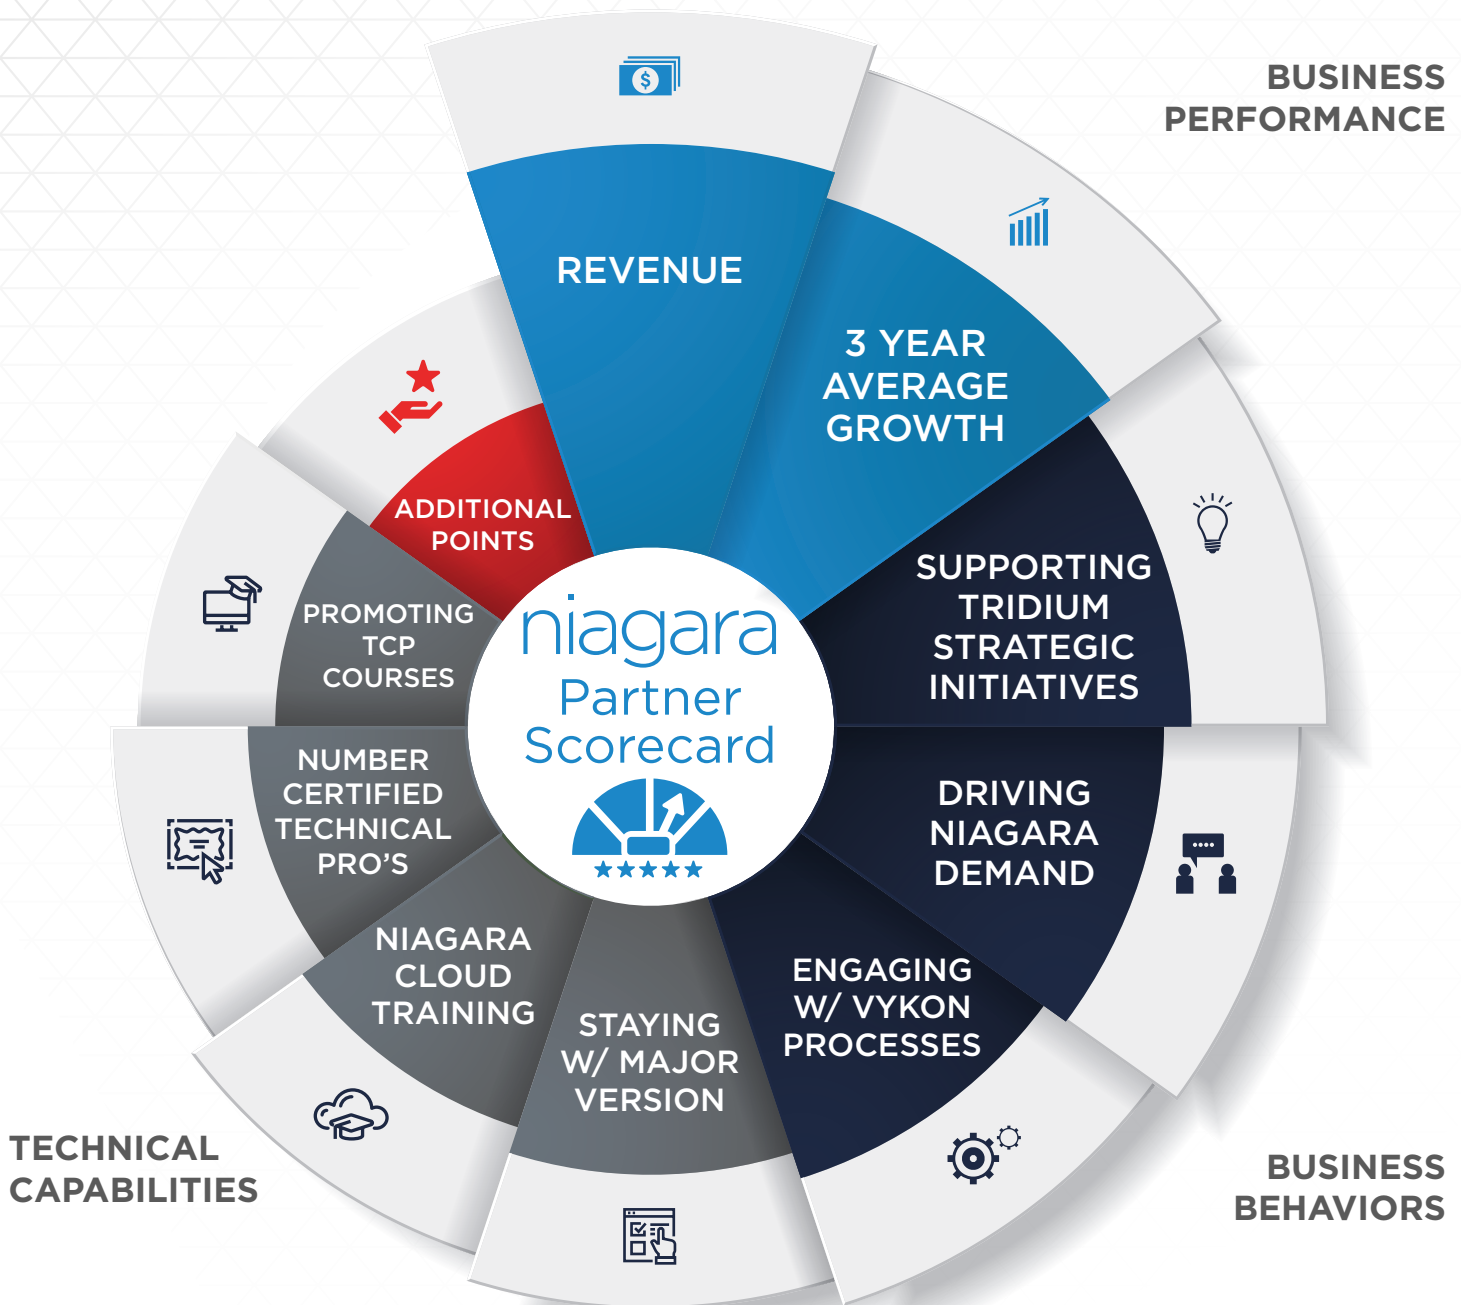 BUSINESS
PERFORMANCE
REVENUE
3 YEAR
AVERAGE
GROWTH
SUPPORTING
TRIDIUM
STRATEGIC
INITIATIVES
DRIVING
NIAGARA
DEMAND
ENGAGING
W/ VYKON
PROCESSES
STAYING
W/ MAJOR
VERSION
NIAGARA
CLOUD
TRAINING
NUMBER
CERTIFIED
TECHNICAL
PRO'S
PROMOTING
TCP
COURSES
ADDITIONAL
POINTS
niagara
Partner
Scorecard
TECHNICAL
CAPABILITIES
BUSINESS
BEHAVIORS
$